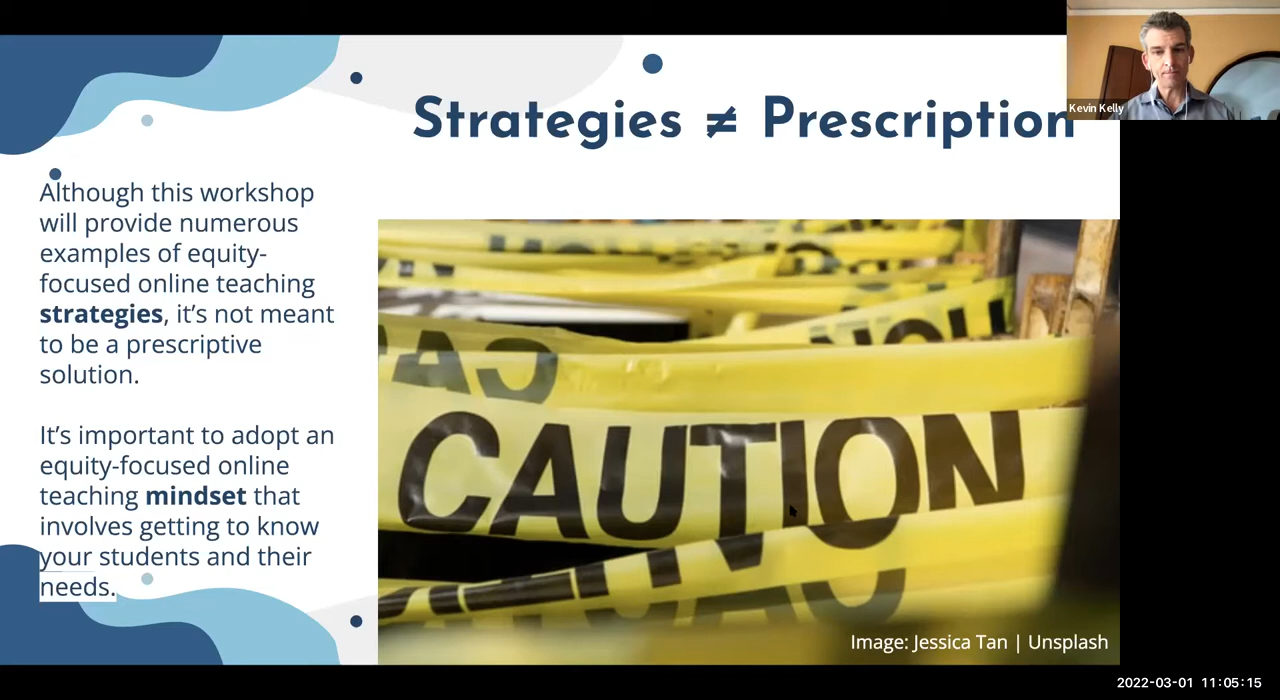 Strategies ≠ Prescription
Kevin Kelly
Although this workshop
will provide numerous
examples of equity-
focused online teaching
strategies, it's not meant
to be a prescriptive
solution.
It's important to adopt an
equity-focused online
teaching mindset that
involves getting to know
your students and their
needs.
CAUTION
Image: Jessica Tan | Unsplash
2022-03-01 11:05:15